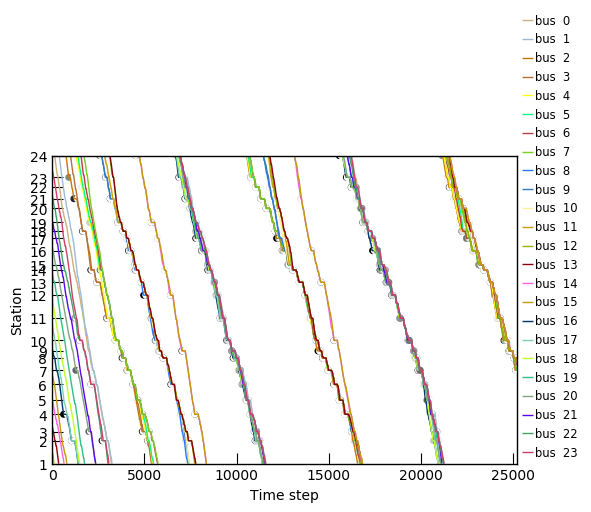 bus 0
bus 1
bus 2
bus 3
bus 4
bus 5
bus 6
bus 7
bus 8
bus 9
bus 10
bus 11
bus 12
bus 13
bus 14
bus 15
bus 16
bus 17
bus 18
bus 19
bus 20
bus 21
bus 22
bus 23
Station
24
23
22
21
20
19
18
17
16
15
14
13
12
11
10
9
8
7
6
5
4
3
2
1
0 5000 10000 15000 20000 25000
Time step